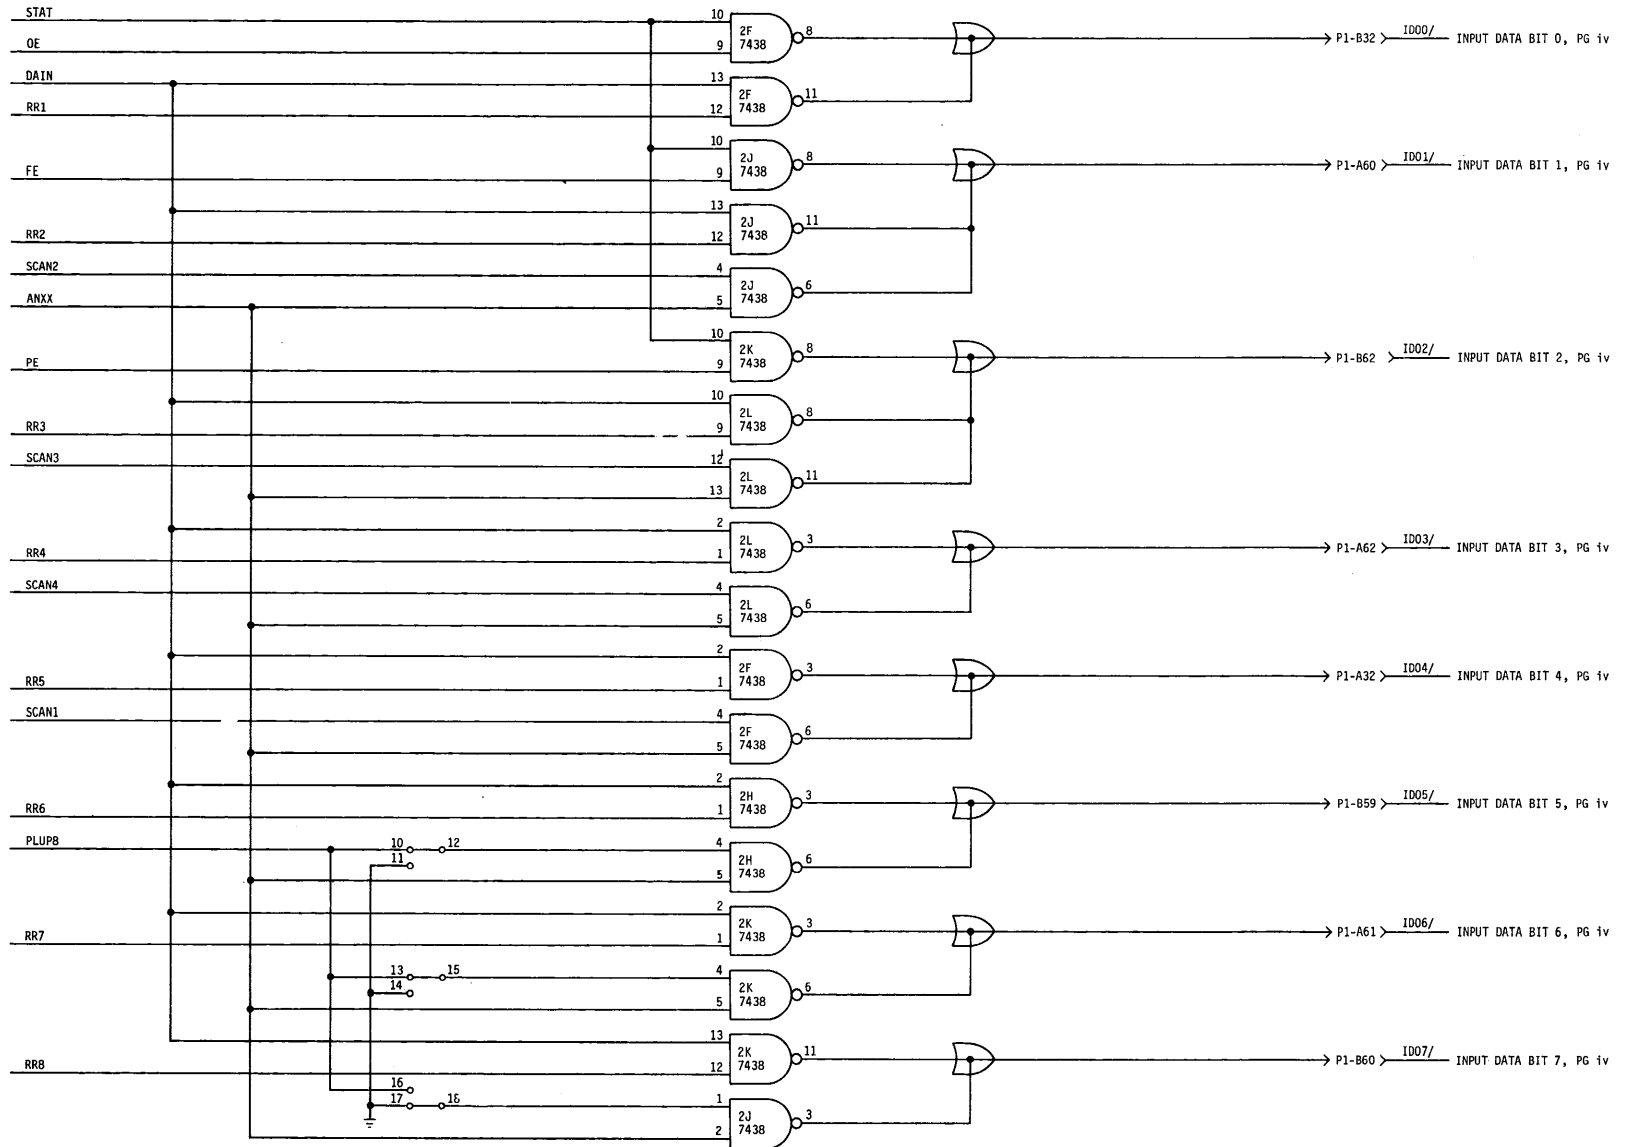 STAT
10
2F
7438
8
P1-B32
ID00/
INPUT DATA BIT 0, PG iv
OE
9
DAIN
13
2F
7438
11
RR1
12
10
2J
7438
8
P1-A60
ID01/
INPUT DATA BIT 1, PG iv
FE
9
13
2J
7438
11
RR2
12
SCAN2
4
2J
7438
6
ANXX
5
10
2K
7438
8
P1-B62
ID02/
INPUT DATA BIT 2, PG iv
PE
9
10
2L
7438
8
RR3
9
SCAN3
12
2L
7438
11
13
2
2L
7438
3
P1-A62
ID03/
INPUT DATA BIT 3, PG iv
RR4
1
SCAN4
4
2L
7438
6
5
2
2F
7438
3
P1-A32
ID04/
INPUT DATA BIT 4, PG iv
RR5
1
SCAN1
4
2F
7438
6
5
2
2H
7438
3
P1-B59
ID05/
INPUT DATA BIT 5, PG iv
RR6
1
PLUP8
10
12
4
11
2H
7438
6
5
2
2K
7438
3
P1-A61
ID06/
INPUT DATA BIT 6, PG iv
RR7
1
13
15
4
14
2K
7438
6
5
13
2K
7438
11
P1-B60
ID07/
INPUT DATA BIT 7, PG iv
RR8
12
16
17
18
1
2J
7438
3
2